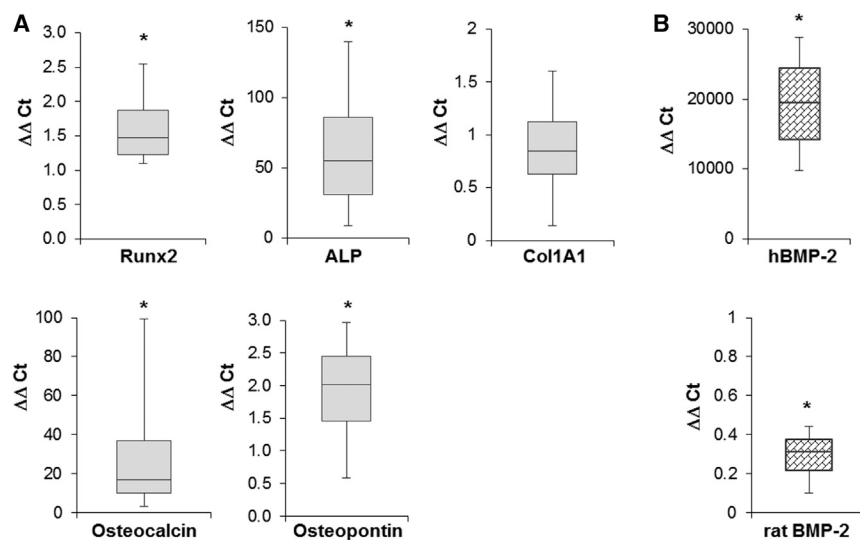 A
B
3.0
2.5
2.0
1.5
1.0
0.5
0.0
ΔΔ Ct
*
Runx2
150
100
50
0
ΔΔ Ct
*
ALP
2
1.5
1
0.5
0
ΔΔ Ct
Col1A1
30000
20000
10000
0
ΔΔ Ct
*
hBMP-2
100
80
60
40
20
0
ΔΔ Ct
*
Osteocalcin
3.0
2.5
2.0
1.5
1.0
0.5
0.0
ΔΔ Ct
*
Osteopontin
1
0.8
0.6
0.4
0.2
0
ΔΔ Ct
*
rat BMP-2